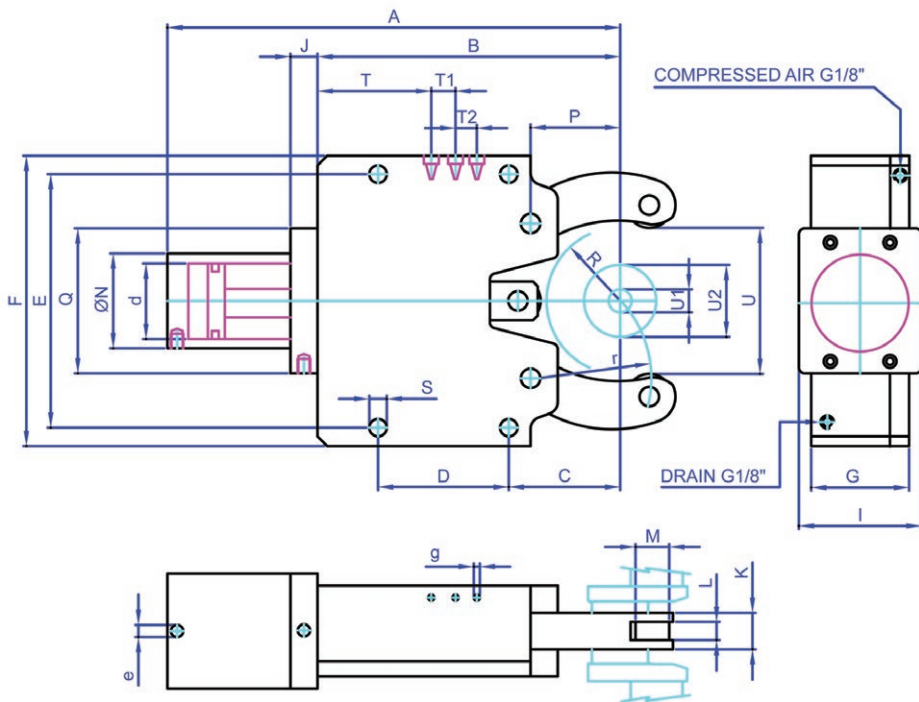 A
J
B
COMPRESSED AIR G1/8"
T
T1
T2
P
F
E
Q
ØN
d
R
U1
U2
U
r
S
D
C
DRAIN G1/8"
G
I
g
M
L
K
e